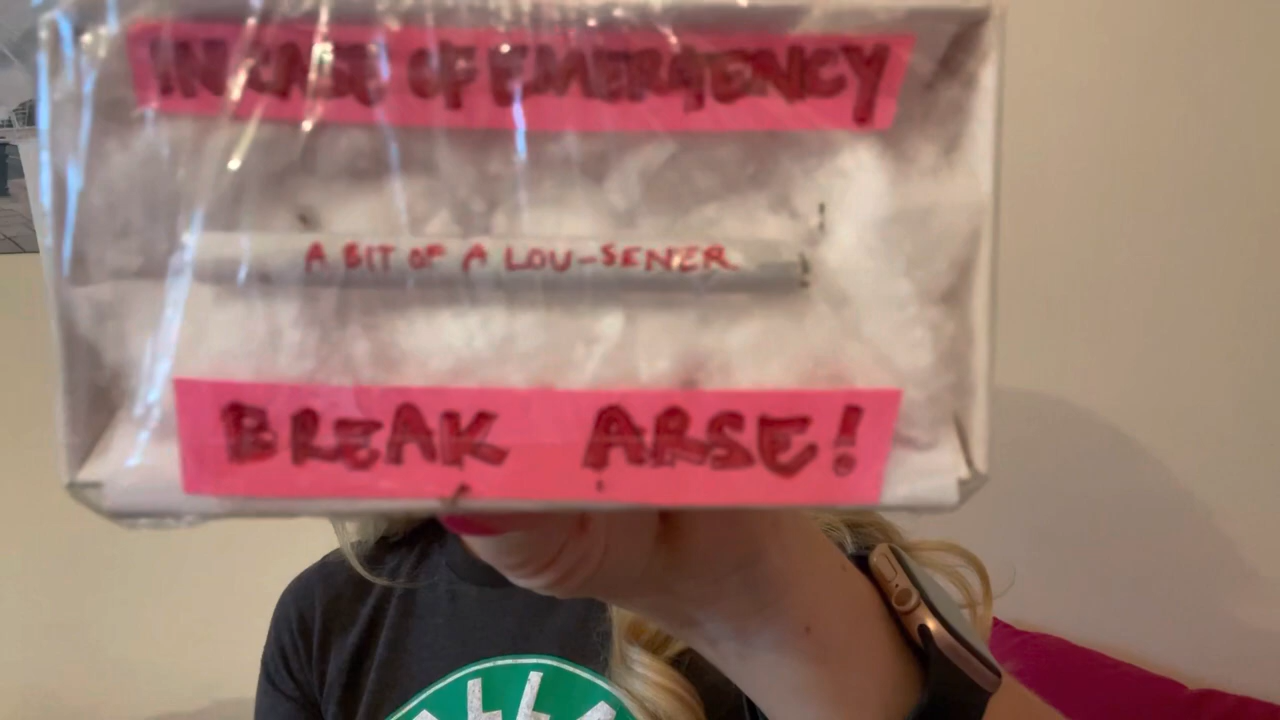 IN CASE OF EMERGENCY
A BIT OF A LOU-SENER
BREAK ARSE!